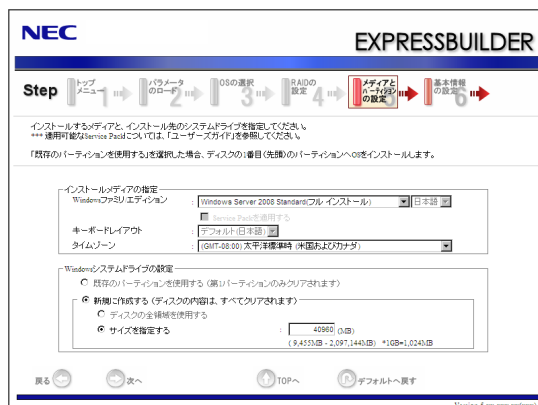 NEC
EXPRESSBUILDER
Step
トップメニュー 1
パラメータのロード 2
OSの選択 3
RAIDの設定 4
メディアとパーティションの設定 5
基本情報の設定 6
インストールするメディアと、インストール先のシステムドライブを指定してください。
*** 適用可能なService Packについては、「ユーザーズガイド」を参照してください。
「既存のパーティションを使用する」を選択した場合、ディスクの1番目(先頭)のパーティションへOSをインストールします。
インストールメディアの指定
Windowsファミリ/エディション : Windows Server 2008 Standard(フル インストール) 日本語
Service Packを適用する
キーボードレイアウト : デフォルト(日本語)
タイムゾーン : (GMT-08:00) 太平洋標準時 (米国およびカナダ)
Windowsシステムドライブの設定
既存のパーティションを使用する (第1パーティションのみクリアされます)
新規に作成する (ディスクの内容は、すべてクリアされます)
ディスクの全領域を使用する
サイズを指定する : 40960 (MB)
( 9,455MB - 2,097,144MB) *1GB=1,024MB
戻る 次へ TOPへ デフォルトへ戻す